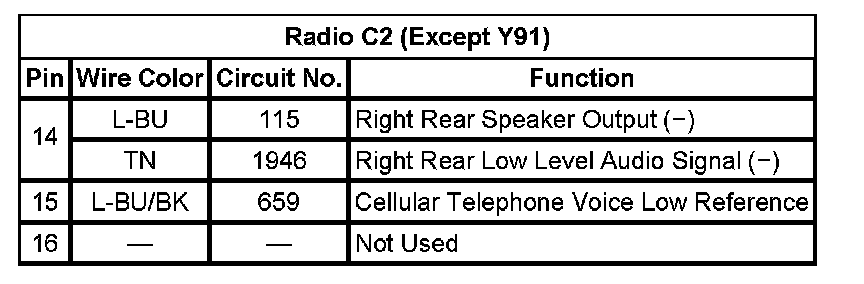 Radio C2 (Except Y91)
Pin Wire Color Circuit No. Function
14 L-BU 115 Right Rear Speaker Output (−)
TN 1946 Right Rear Low Level Audio Signal (−)
15 L-BU/BK 659 Cellular Telephone Voice Low Reference
16 — — Not Used